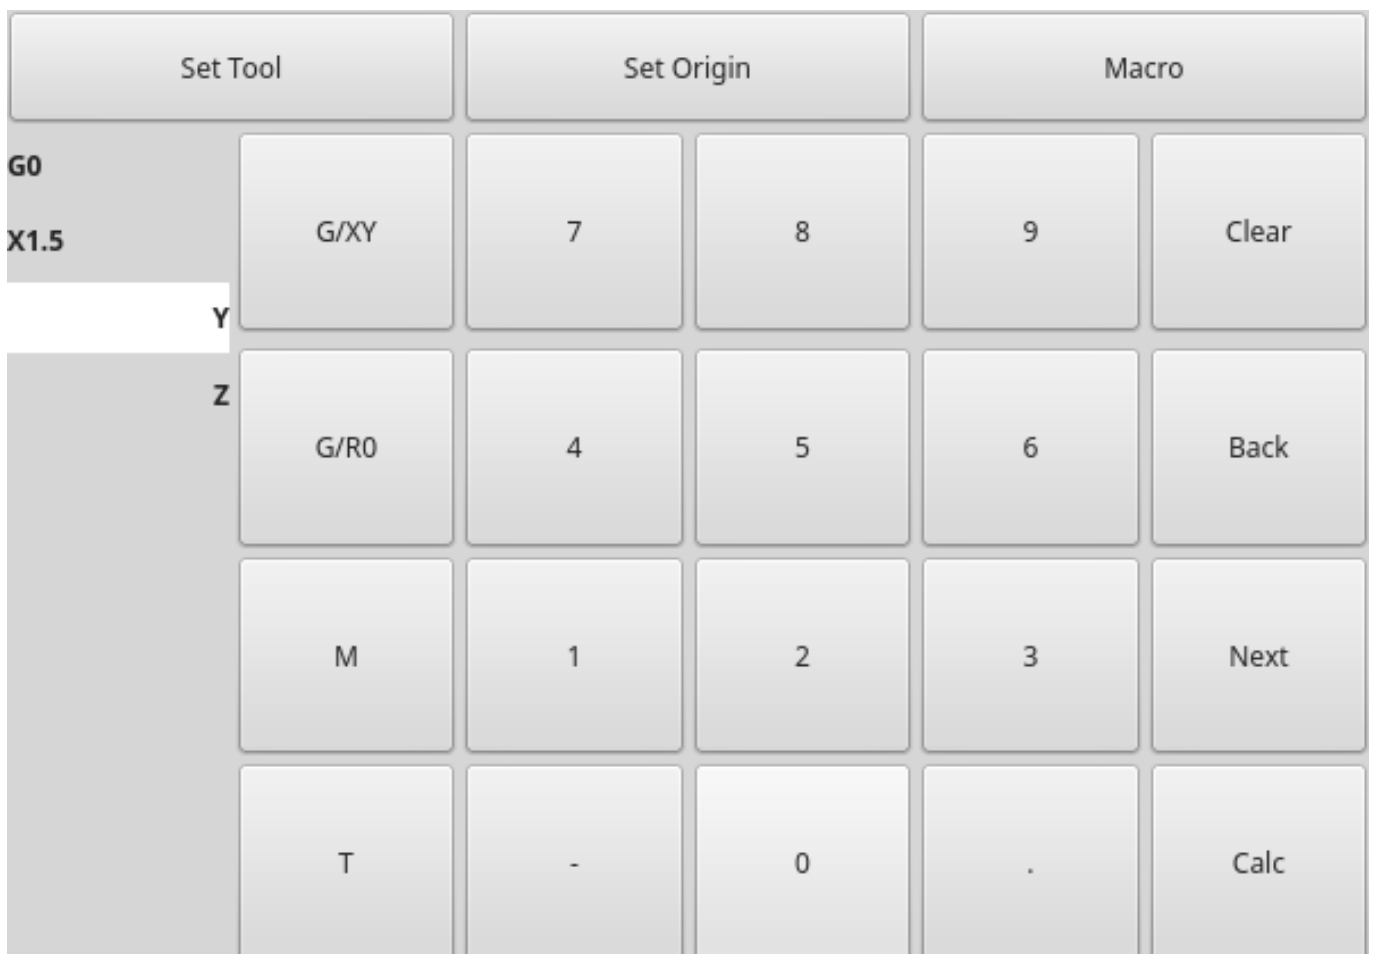 Set Tool Set Origin Macro
G0
X1.5
Y
Z
G/XY 7 8 9 Clear
G/R0 4 5 6 Back
M 1 2 3 Next
T - 0 . Calc